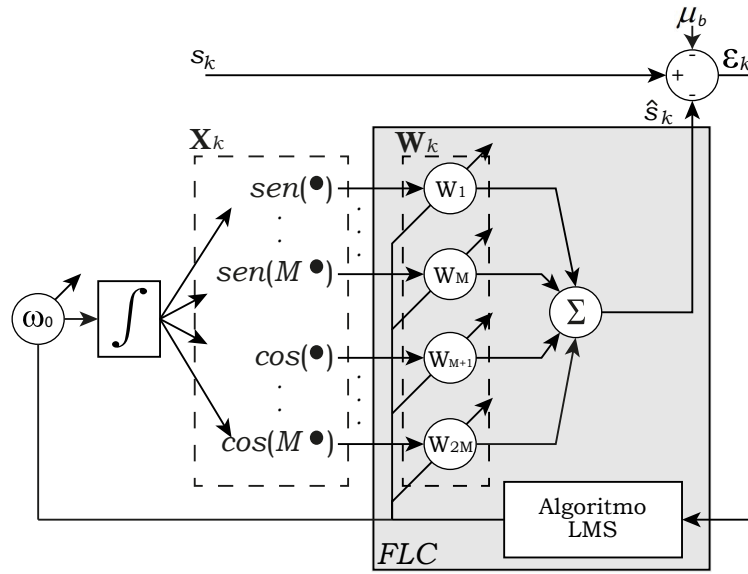 μb
-
sk
+
εk
-
ŝk
Xk
Wk
sen(•)
W1
sen(M•)
WM
ω0
∫
Σ
cos(•)
WM+1
cos(M•)
W2M
Algoritmo
LMS
FLC